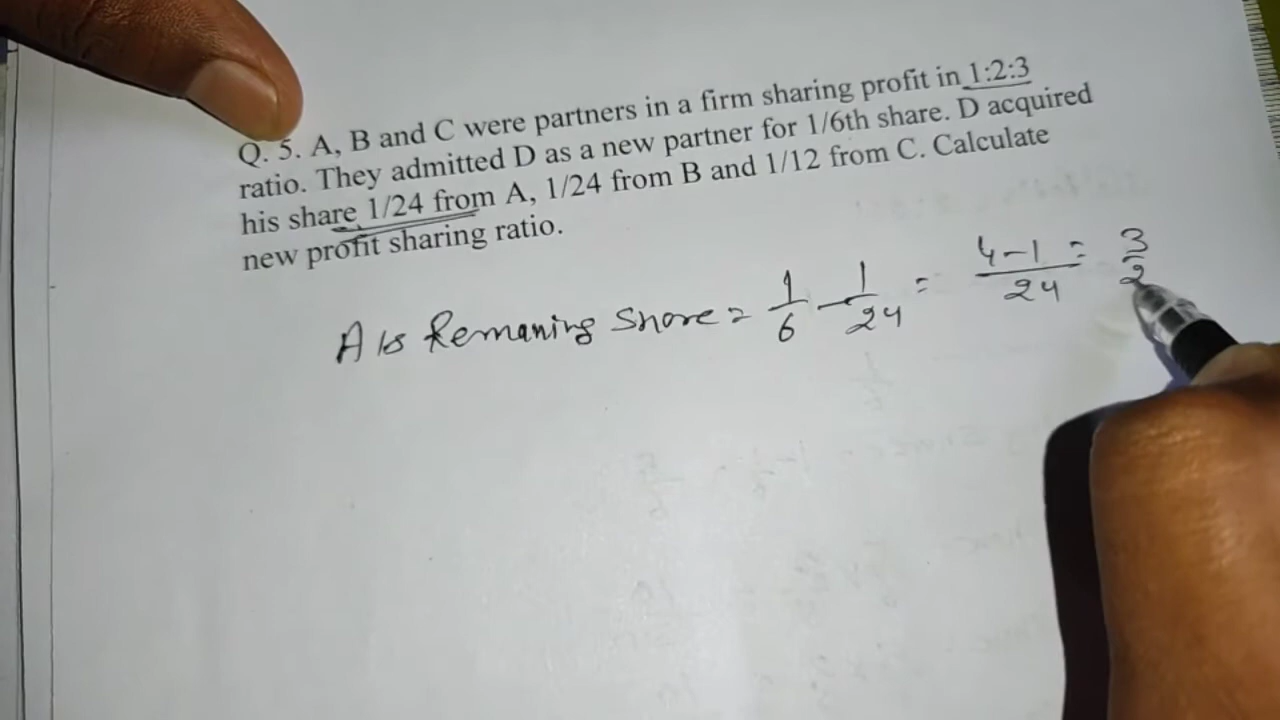 Q. 5. A, B and C were partners in a firm sharing profit in 1:2:3
ratio. They admitted D as a new partner for 1/6th share. D acquired
his share 1/24 from A, 1/24 from B and 1/12 from C. Calculate
new profit sharing ratio.
A is Remaning Share = 1/6 - 1/24 = 4-1/24 = 3/2